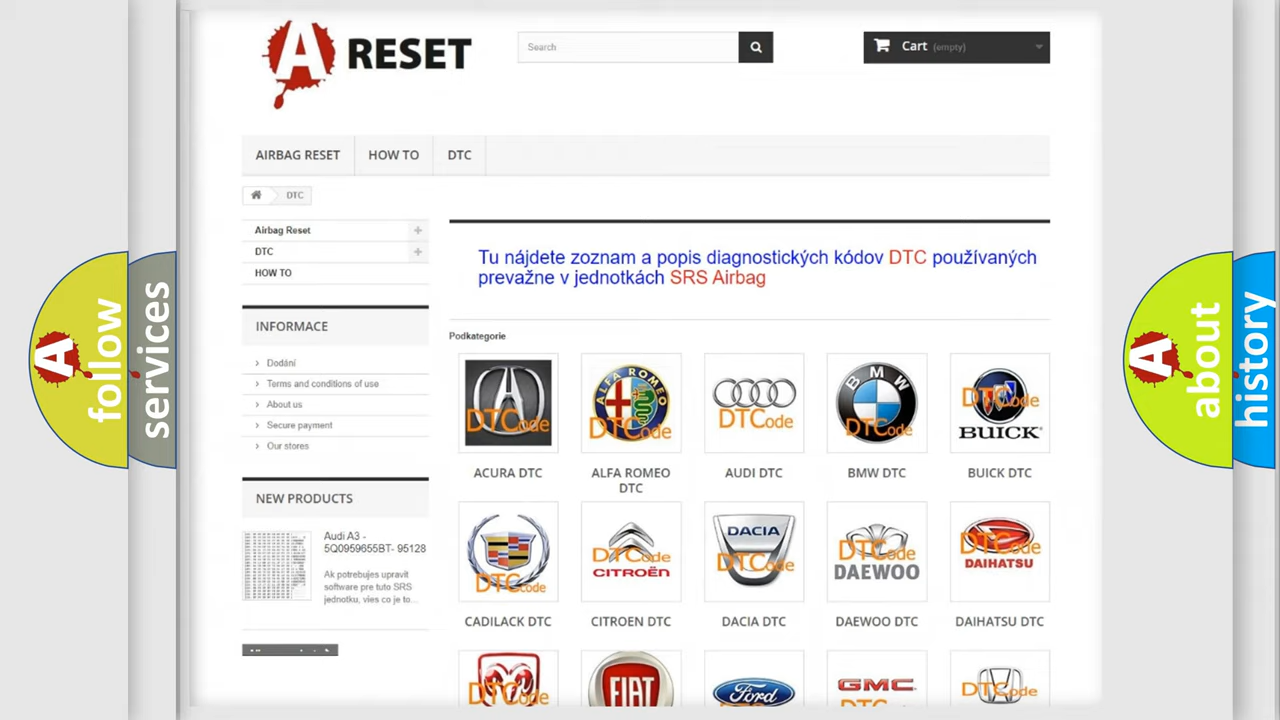 A RESET
Search
Cart (empty)
AIRBAG RESET
HOW TO
DTC
DTC
Airbag Reset
DTC
HOW TO
Tu nájdete zoznam a popis diagnostických kódov DTC používaných
prevažne v jednotkách SRS Airbag
INFORMACE
Dodání
Terms and conditions of use
About us
Secure payment
Our stores
Podkategorie
DTCode
ALFA ROMEO
DTCode
DTCode
BMW
DTCode
DTCode
BUICK
ACURA DTC
ALFA ROMEO
DTC
AUDI DTC
BMW DTC
BUICK DTC
NEW PRODUCTS
Audi A3 -
5Q0959655BT- 95128
Ak potrebujes upravit
software pre tuto SRS
jednotku, vies co je to...
DTCode
DTCode
CITROËN
DACIA
DTCode
DTCode
DAEWOO
DTCode
DAIHATSU
CADILACK DTC
CITROEN DTC
DACIA DTC
DAEWOO DTC
DAIHATSU DTC
DTCode
FIAT
Ford
GMC
DTCode
A follow
services
A about
history